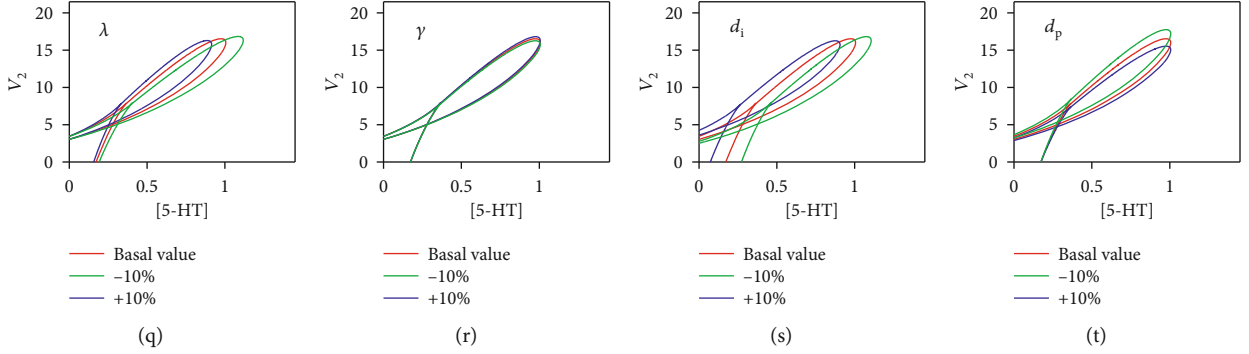 λ
V2
20
15
10
5
0
0
0.5
1
[5-HT]
Basal value
–10%
+10%
(q)
γ
V2
20
15
10
5
0
0
0.5
1
[5-HT]
Basal value
–10%
+10%
(r)
di
V2
20
15
10
5
0
0
0.5
1
[5-HT]
Basal value
–10%
+10%
(s)
dp
V2
20
15
10
5
0
0
0.5
1
[5-HT]
Basal value
–10%
+10%
(t)